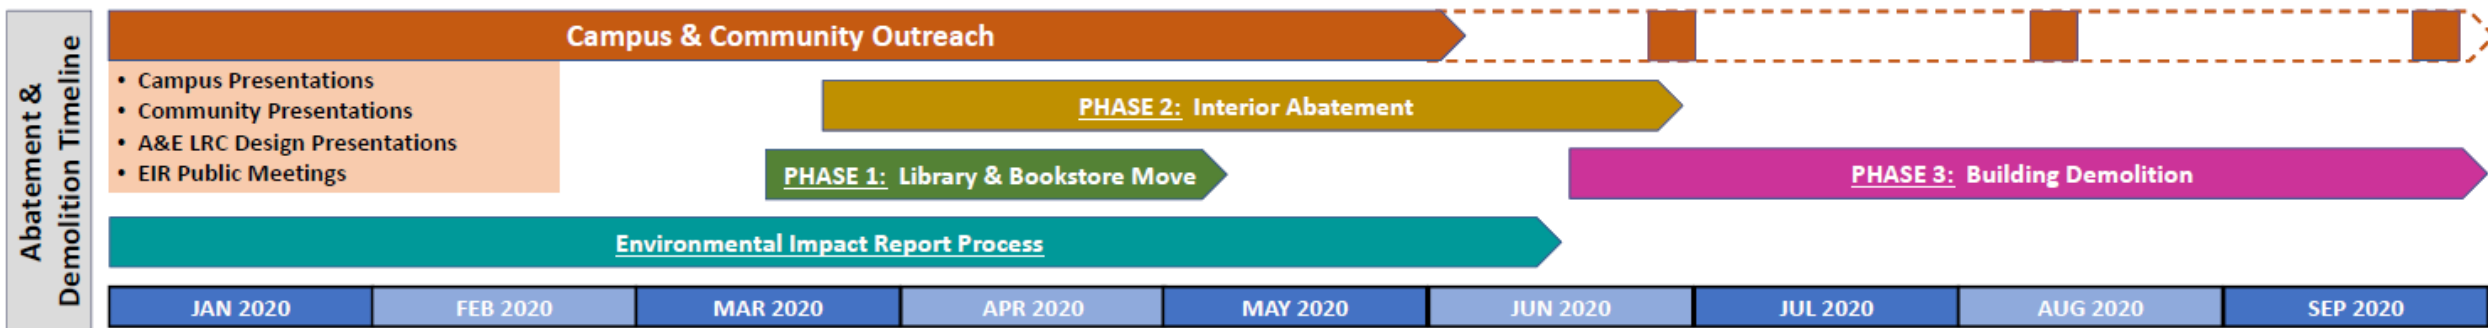 Abatement &
Demolition Timeline
Campus & Community Outreach
• Campus Presentations
• Community Presentations
• A&E LRC Design Presentations
• EIR Public Meetings
PHASE 2: Interior Abatement
PHASE 1: Library & Bookstore Move
PHASE 3: Building Demolition
Environmental Impact Report Process
JAN 2020 FEB 2020 MAR 2020 APR 2020 MAY 2020 JUN 2020 JUL 2020 AUG 2020 SEP 2020